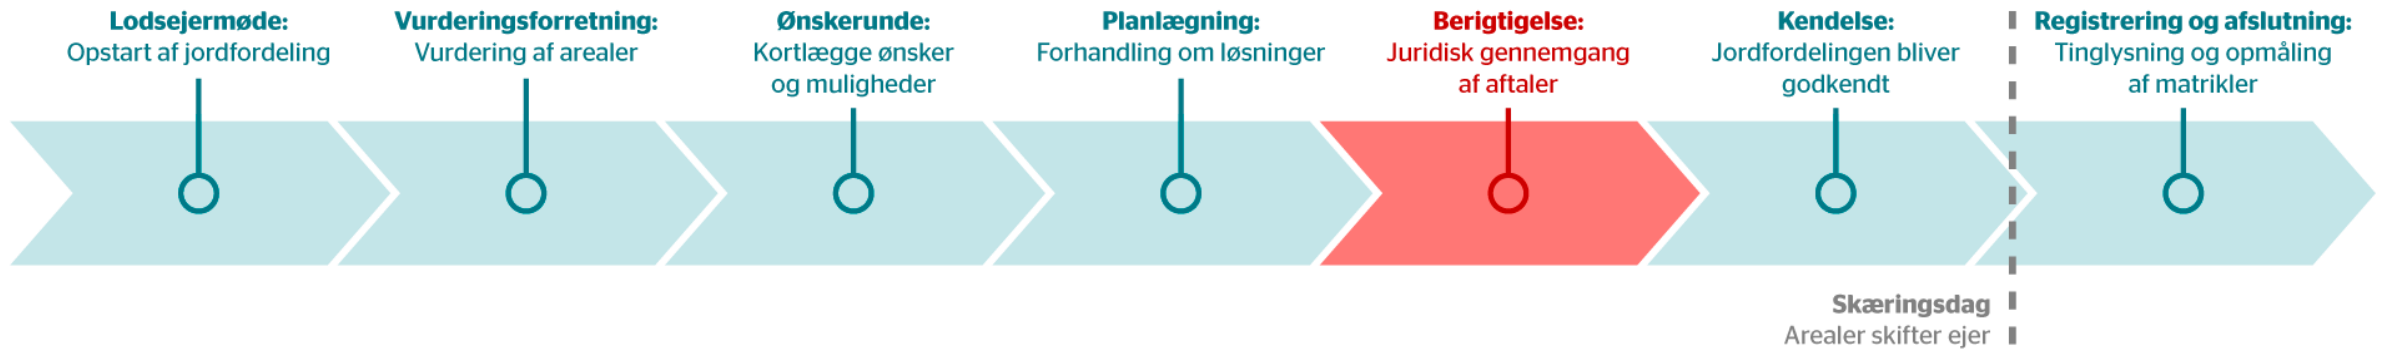 Lodsejermøde:
Opstart af jordfordeling
Vurderingsforretning:
Vurdering af arealer
Ønskerunde:
Kortlægge ønsker
og muligheder
Planlægning:
Forhandling om løsninger
Berigtigelse:
Juridisk gennemgang
af aftaler
Kendelse:
Jordfordelingen bliver
godkendt
Registrering og afslutning:
Tinglysning og opmåling
af matrikler
Skæringsdag
Arealer skifter ejer